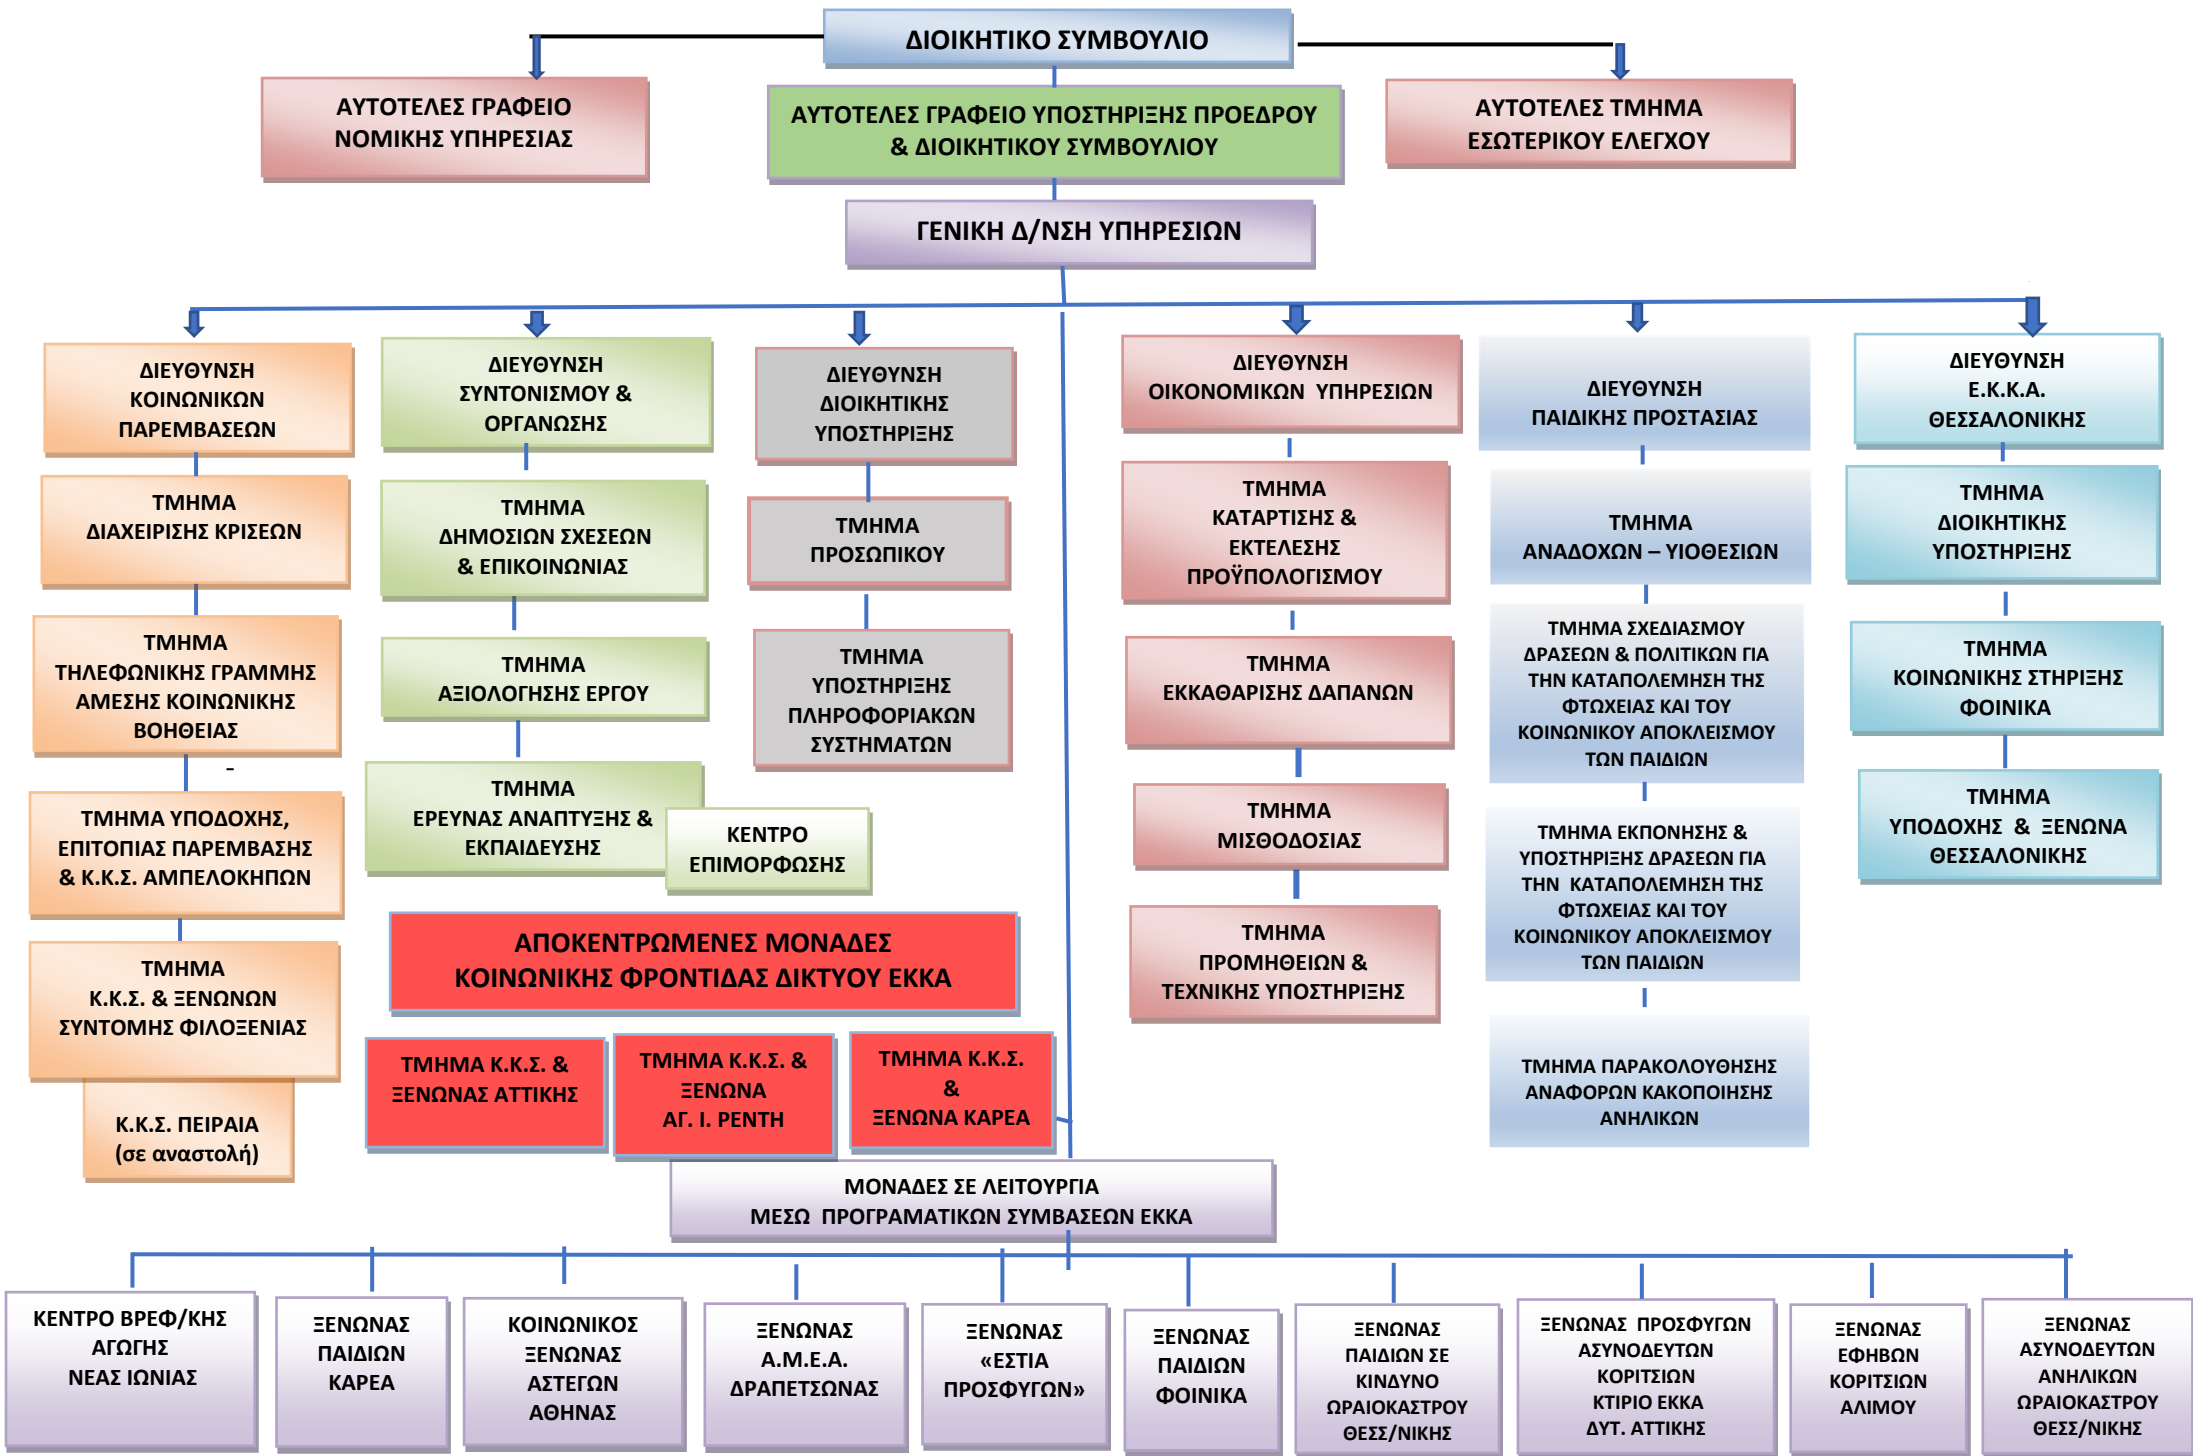 ΔΙΟΙΚΗΤΙΚΟ ΣΥΜΒΟΥΛΙΟ
ΑΥΤΟΤΕΛΕΣ ΓΡΑΦΕΙΟ
ΝΟΜΙΚΗΣ ΥΠΗΡΕΣΙΑΣ
ΑΥΤΟΤΕΛΕΣ ΓΡΑΦΕΙΟ ΥΠΟΣΤΗΡΙΞΗΣ ΠΡΟΕΔΡΟΥ
& ΔΙΟΙΚΗΤΙΚΟΥ ΣΥΜΒΟΥΛΙΟΥ
ΑΥΤΟΤΕΛΕΣ ΤΜΗΜΑ
ΕΣΩΤΕΡΙΚΟΥ ΕΛΕΓΧΟΥ
ΓΕΝΙΚΗ Δ/ΝΣΗ ΥΠΗΡΕΣΙΩΝ
ΔΙΕΥΘΥΝΣΗ
ΚΟΙΝΩΝΙΚΩΝ
ΠΑΡΕΜΒΑΣΕΩΝ
ΤΜΗΜΑ
ΔΙΑΧΕΙΡΙΣΗΣ ΚΡΙΣΕΩΝ
ΤΜΗΜΑ
ΤΗΛΕΦΩΝΙΚΗΣ ΓΡΑΜΜΗΣ
ΑΜΕΣΗΣ ΚΟΙΝΩΝΙΚΗΣ
ΒΟΗΘΕΙΑΣ
-
ΤΜΗΜΑ ΥΠΟΔΟΧΗΣ,
ΕΠΙΤΟΠΙΑΣ ΠΑΡΕΜΒΑΣΗΣ
& Κ.Κ.Σ. ΑΜΠΕΛΟΚΗΠΩΝ
ΤΜΗΜΑ
Κ.Κ.Σ. & ΞΕΝΩΝΩΝ
ΣΥΝΤΟΜΗΣ ΦΙΛΟΞΕΝΙΑΣ
Κ.Κ.Σ. ΠΕΙΡΑΙΑ
(σε αναστολή)
ΔΙΕΥΘΥΝΣΗ
ΣΥΝΤΟΝΙΣΜΟΥ &
ΟΡΓΑΝΩΣΗΣ
ΤΜΗΜΑ
ΔΗΜΟΣΙΩΝ ΣΧΕΣΕΩΝ
& ΕΠΙΚΟΙΝΩΝΙΑΣ
ΤΜΗΜΑ
ΑΞΙΟΛΟΓΗΣΗΣ ΕΡΓΟΥ
ΤΜΗΜΑ
ΕΡΕΥΝΑΣ ΑΝΑΠΤΥΞΗΣ &
ΕΚΠΑΙΔΕΥΣΗΣ
ΚΕΝΤΡΟ
ΕΠΙΜΟΡΦΩΣΗΣ
ΔΙΕΥΘΥΝΣΗ
ΔΙΟΙΚΗΤΙΚΗΣ
ΥΠΟΣΤΗΡΙΞΗΣ
ΤΜΗΜΑ
ΠΡΟΣΩΠΙΚΟΥ
ΤΜΗΜΑ
ΥΠΟΣΤΗΡΙΞΗΣ
ΠΛΗΡΟΦΟΡΙΑΚΩΝ
ΣΥΣΤΗΜΑΤΩΝ
ΔΙΕΥΘΥΝΣΗ
ΟΙΚΟΝΟΜΙΚΩΝ ΥΠΗΡΕΣΙΩΝ
ΤΜΗΜΑ
ΚΑΤΑΡΤΙΣΗΣ &
ΕΚΤΕΛΕΣΗΣ
ΠΡΟΫΠΟΛΟΓΙΣΜΟΥ
ΤΜΗΜΑ
ΕΚΚΑΘΑΡΙΣΗΣ ΔΑΠΑΝΩΝ
ΤΜΗΜΑ
ΜΙΣΘΟΔΟΣΙΑΣ
ΤΜΗΜΑ
ΠΡΟΜΗΘΕΙΩΝ &
ΤΕΧΝΙΚΗΣ ΥΠΟΣΤΗΡΙΞΗΣ
ΔΙΕΥΘΥΝΣΗ
ΠΑΙΔΙΚΗΣ ΠΡΟΣΤΑΣΙΑΣ
ΤΜΗΜΑ
ΑΝΑΔΟΧΩΝ – ΥΙΟΘΕΣΙΩΝ
ΤΜΗΜΑ ΣΧΕΔΙΑΣΜΟΥ
ΔΡΑΣΕΩΝ & ΠΟΛΙΤΙΚΩΝ ΓΙΑ
ΤΗΝ ΚΑΤΑΠΟΛΕΜΗΣΗ ΤΗΣ
ΦΤΩΧΕΙΑΣ ΚΑΙ ΤΟΥ
ΚΟΙΝΩΝΙΚΟΥ ΑΠΟΚΛΕΙΣΜΟΥ
ΤΩΝ ΠΑΙΔΙΩΝ
ΤΜΗΜΑ ΕΚΠΟΝΗΣΗΣ &
ΥΠΟΣΤΗΡΙΞΗΣ ΔΡΑΣΕΩΝ ΓΙΑ
ΤΗΝ ΚΑΤΑΠΟΛΕΜΗΣΗ ΤΗΣ
ΦΤΩΧΕΙΑΣ ΚΑΙ ΤΟΥ
ΚΟΙΝΩΝΙΚΟΥ ΑΠΟΚΛΕΙΣΜΟΥ
ΤΩΝ ΠΑΙΔΙΩΝ
ΤΜΗΜΑ ΠΑΡΑΚΟΛΟΥΘΗΣΗΣ
ΑΝΑΦΟΡΩΝ ΚΑΚΟΠΟΙΗΣΗΣ
ΑΝΗΛΙΚΩΝ
ΔΙΕΥΘΥΝΣΗ
Ε.Κ.Κ.Α.
ΘΕΣΣΑΛΟΝΙΚΗΣ
ΤΜΗΜΑ
ΔΙΟΙΚΗΤΙΚΗΣ
ΥΠΟΣΤΗΡΙΞΗΣ
ΤΜΗΜΑ
ΚΟΙΝΩΝΙΚΗΣ ΣΤΗΡΙΞΗΣ
ΦΟΙΝΙΚΑ
ΤΜΗΜΑ
ΥΠΟΔΟΧΗΣ & ΞΕΝΩΝΑ
ΘΕΣΣΑΛΟΝΙΚΗΣ
ΑΠΟΚΕΝΤΡΩΜΕΝΕΣ ΜΟΝΑΔΕΣ
ΚΟΙΝΩΝΙΚΗΣ ΦΡΟΝΤΙΔΑΣ ΔΙΚΤΥΟΥ ΕΚΚΑ
ΤΜΗΜΑ Κ.Κ.Σ. &
ΞΕΝΩΝΑΣ ΑΤΤΙΚΗΣ
ΤΜΗΜΑ Κ.Κ.Σ. &
ΞΕΝΩΝΑ
ΑΓ. Ι. ΡΕΝΤΗ
ΤΜΗΜΑ Κ.Κ.Σ.
&
ΞΕΝΩΝΑ ΚΑΡΕΑ
ΜΟΝΑΔΕΣ ΣΕ ΛΕΙΤΟΥΡΓΙΑ
ΜΕΣΩ ΠΡΟΓΡΑΜΑΤΙΚΩΝ ΣΥΜΒΑΣΕΩΝ ΕΚΚΑ
ΚΕΝΤΡΟ ΒΡΕΦ/ΚΗΣ
ΑΓΩΓΗΣ
ΝΕΑΣ ΙΩΝΙΑΣ
ΞΕΝΩΝΑΣ
ΠΑΙΔΙΩΝ
ΚΑΡΕΑ
ΚΟΙΝΩΝΙΚΟΣ
ΞΕΝΩΝΑΣ
ΑΣΤΕΓΩΝ
ΑΘΗΝΑΣ
ΞΕΝΩΝΑΣ
Α.Μ.Ε.Α.
ΔΡΑΠΕΤΣΩΝΑΣ
ΞΕΝΩΝΑΣ
«ΕΣΤΙΑ
ΠΡΟΣΦΥΓΩΝ»
ΞΕΝΩΝΑΣ
ΠΑΙΔΙΩΝ
ΦΟΙΝΙΚΑ
ΞΕΝΩΝΑΣ
ΠΑΙΔΙΩΝ ΣΕ
ΚΙΝΔΥΝΟ
ΩΡΑΙΟΚΑΣΤΡΟΥ
ΘΕΣΣ/ΝΙΚΗΣ
ΞΕΝΩΝΑΣ ΠΡΟΣΦΥΓΩΝ
ΑΣΥΝΟΔΕΥΤΩΝ
ΚΟΡΙΤΣΙΩΝ
ΚΤΙΡΙΟ ΕΚΚΑ
ΔΥΤ. ΑΤΤΙΚΗΣ
ΞΕΝΩΝΑΣ
ΕΦΗΒΩΝ
ΚΟΡΙΤΣΙΩΝ
ΑΛΙΜΟΥ
ΞΕΝΩΝΑΣ
ΑΣΥΝΟΔΕΥΤΩΝ
ΑΝΗΛΙΚΩΝ
ΩΡΑΙΟΚΑΣΤΡΟΥ
ΘΕΣΣ/ΝΙΚΗΣ